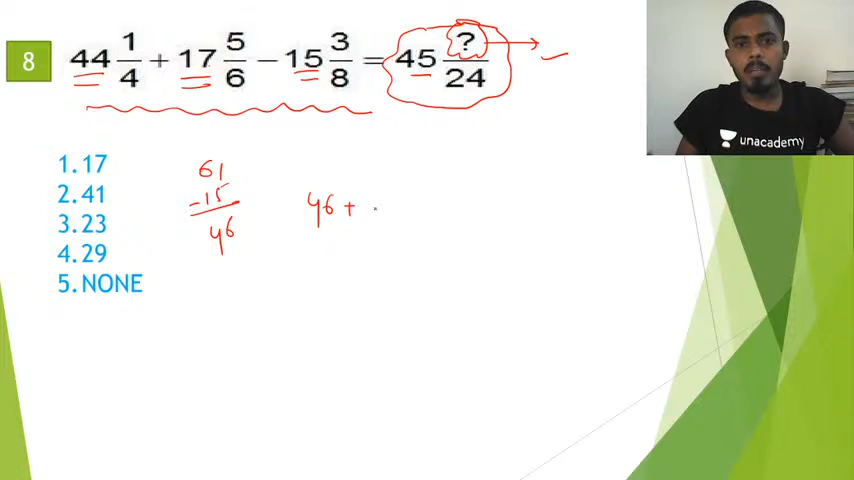 8 44 1/4 + 17 5/6 − 15 3/8 = 45 ?/24
1.17
2.41
3.23
4.29
5.NONE
61
-15
46
46 +
unacademy